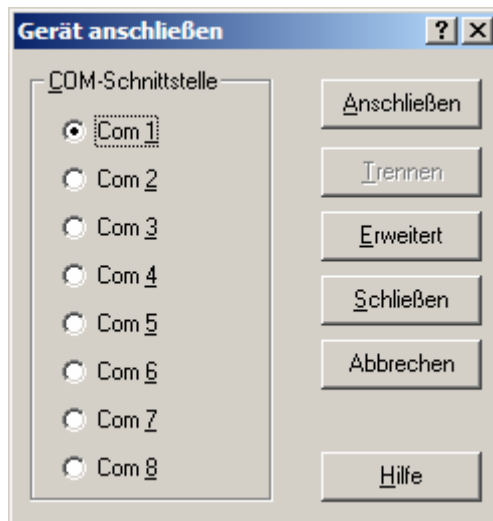 Gerät anschließen
COM-Schnittstelle
Com 1
Com 2
Com 3
Com 4
Com 5
Com 6
Com 7
Com 8
Anschließen
Trennen
Erweitert
Schließen
Abbrechen
Hilfe